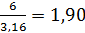 6/3,16 = 1,90